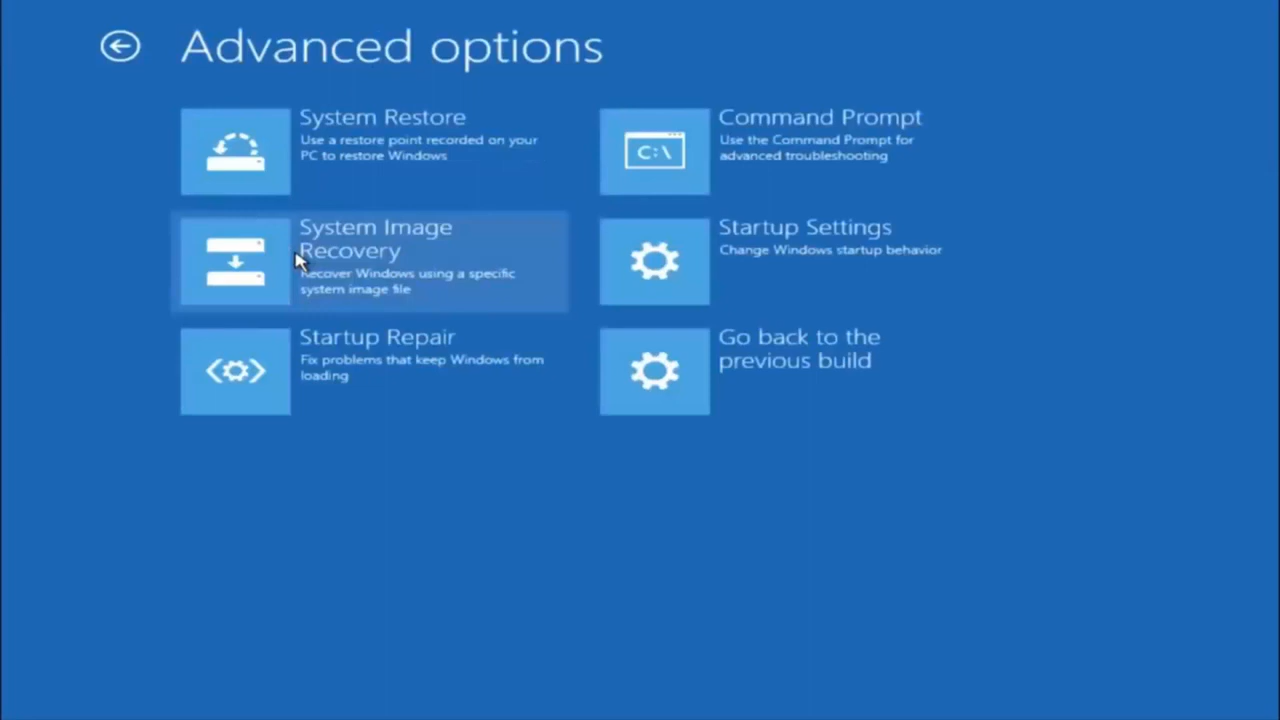 Advanced options
System Restore
Use a restore point recorded on your
PC to restore Windows
Command Prompt
Use the Command Prompt for
advanced troubleshooting
C:\
System Image
Recovery
Recover Windows using a specific
system image file
Startup Settings
Change Windows startup behavior
Startup Repair
Fix problems that keep Windows from
loading
Go back to the
previous build